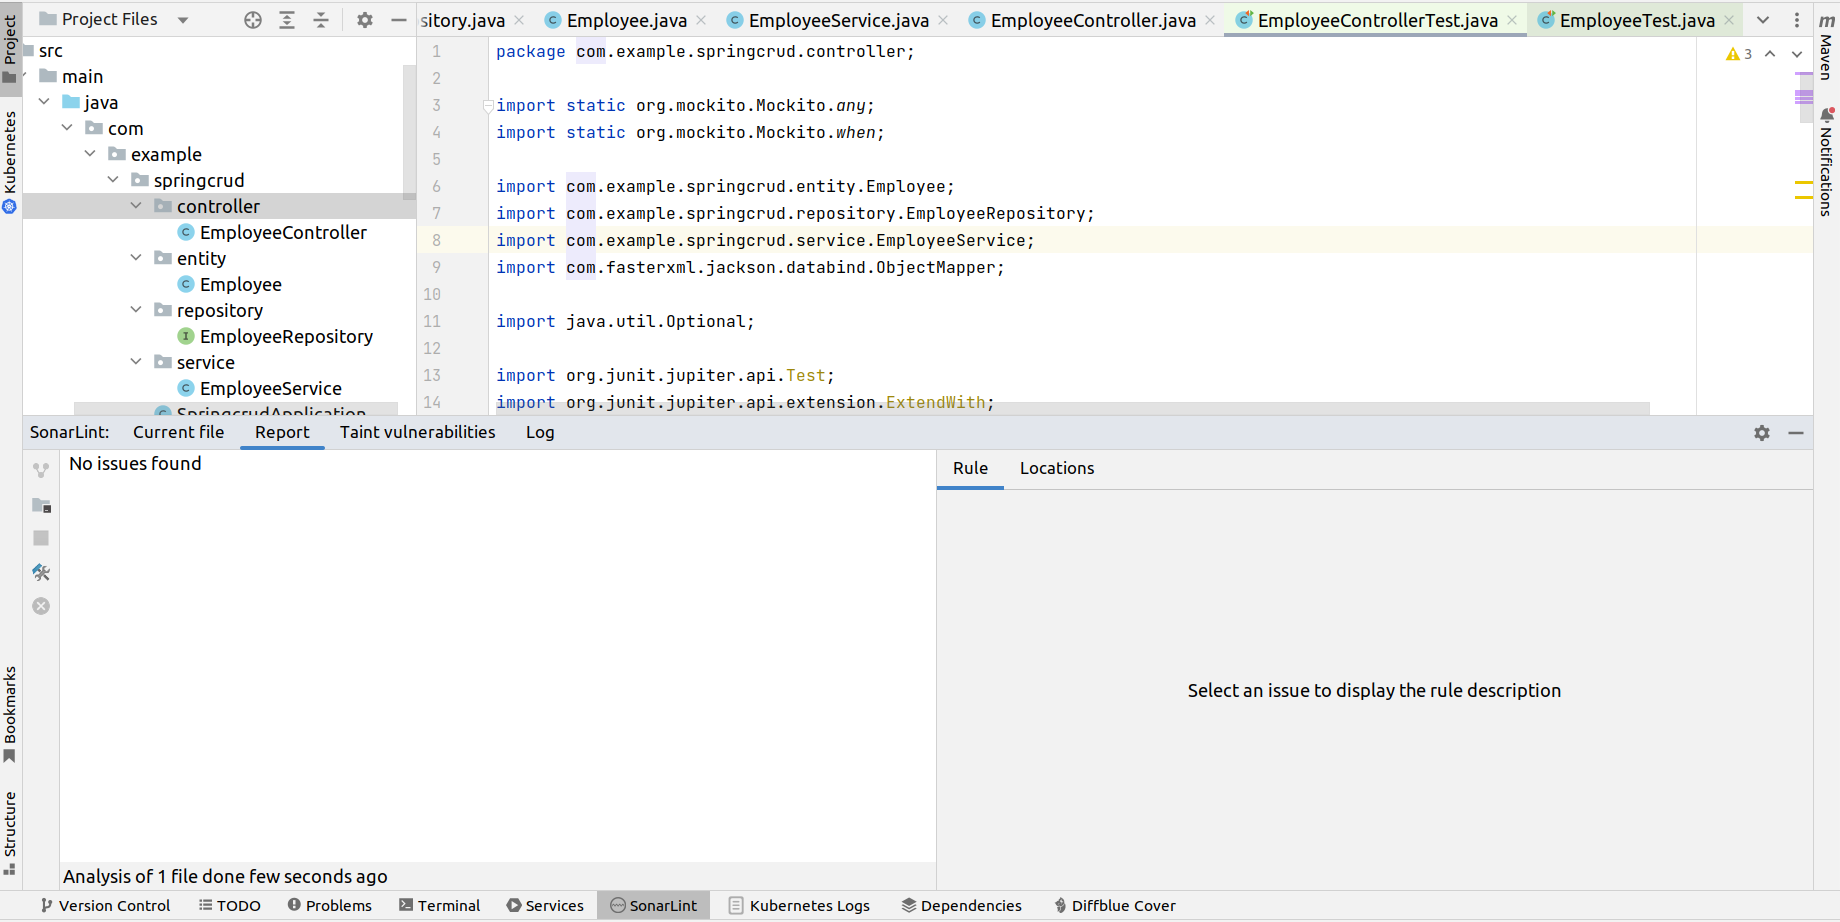 Project Files
sitory.java
Employee.java
EmployeeService.java
EmployeeController.java
EmployeeControllerTest.java
EmployeeTest.java
Project
Kubernetes
Bookmarks
Structure
src
main
java
com
example
springcrud
controller
EmployeeController
entity
Employee
repository
EmployeeRepository
service
EmployeeService
SpringcrudApplication
1 package com.example.springcrud.controller;
2
3 import static org.mockito.Mockito.any;
4 import static org.mockito.Mockito.when;
5
6 import com.example.springcrud.entity.Employee;
7 import com.example.springcrud.repository.EmployeeRepository;
8 import com.example.springcrud.service.EmployeeService;
9 import com.fasterxml.jackson.databind.ObjectMapper;
10
11 import java.util.Optional;
12
13 import org.junit.jupiter.api.Test;
14 import org.junit.jupiter.api.extension.ExtendWith;
3
m
Maven
Notifications
SonarLint: Current file Report Taint vulnerabilities Log
No issues found
Rule Locations
Select an issue to display the rule description
Analysis of 1 file done few seconds ago
Version Control TODO Problems Terminal Services SonarLint Kubernetes Logs Dependencies Diffblue Cover